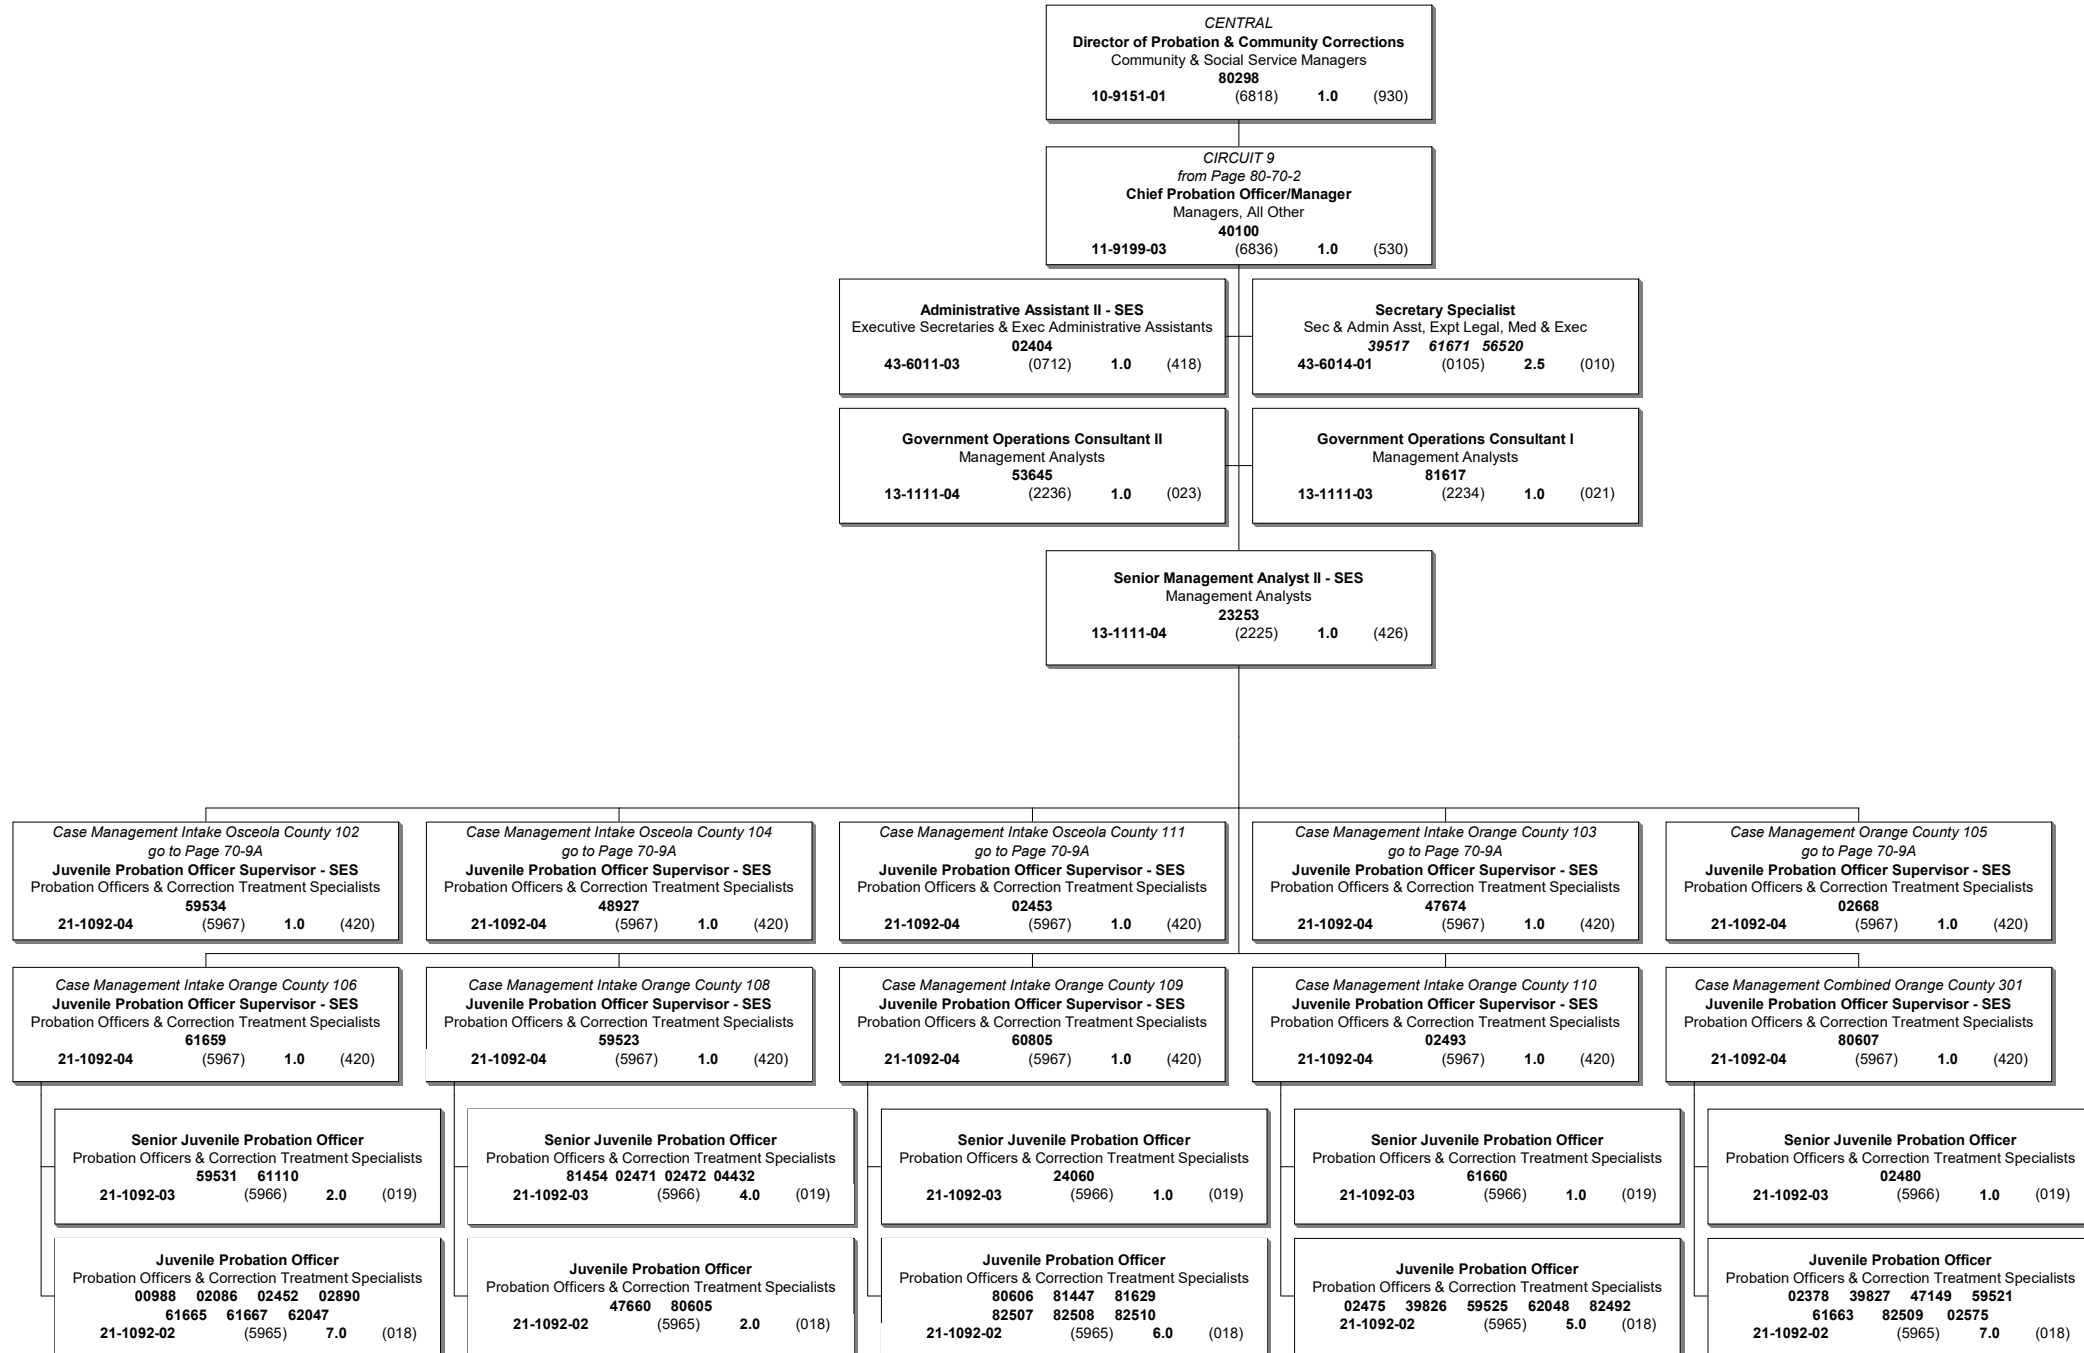 CENTRAL
Director of Probation & Community Corrections
Community & Social Service Managers
80298
10-9151-01 (6818) 1.0 (930)
CIRCUIT 9
from Page 80-70-2
Chief Probation Officer/Manager
Managers, All Other
40100
11-9199-03 (6836) 1.0 (530)
Administrative Assistant II - SES
Executive Secretaries & Exec Administrative Assistants
02404
43-6011-03 (0712) 1.0 (418)
Secretary Specialist
Sec & Admin Asst, Expt Legal, Med & Exec
39517 61671 56520
43-6014-01 (0105) 2.5 (010)
Government Operations Consultant II
Management Analysts
53645
13-1111-04 (2236) 1.0 (023)
Government Operations Consultant I
Management Analysts
81617
13-1111-03 (2234) 1.0 (021)
Senior Management Analyst II - SES
Management Analysts
23253
13-1111-04 (2225) 1.0 (426)
Case Management Intake Osceola County 102
go to Page 70-9A
Juvenile Probation Officer Supervisor - SES
Probation Officers & Correction Treatment Specialists
59534
21-1092-04 (5967) 1.0 (420)
Case Management Intake Osceola County 104
go to Page 70-9A
Juvenile Probation Officer Supervisor - SES
Probation Officers & Correction Treatment Specialists
48927
21-1092-04 (5967) 1.0 (420)
Case Management Intake Osceola County 111
go to Page 70-9A
Juvenile Probation Officer Supervisor - SES
Probation Officers & Correction Treatment Specialists
02453
21-1092-04 (5967) 1.0 (420)
Case Management Intake Orange County 103
go to Page 70-9A
Juvenile Probation Officer Supervisor - SES
Probation Officers & Correction Treatment Specialists
47674
21-1092-04 (5967) 1.0 (420)
Case Management Orange County 105
go to Page 70-9A
Juvenile Probation Officer Supervisor - SES
Probation Officers & Correction Treatment Specialists
02668
21-1092-04 (5967) 1.0 (420)
Case Management Intake Orange County 106
Juvenile Probation Officer Supervisor - SES
Probation Officers & Correction Treatment Specialists
61659
21-1092-04 (5967) 1.0 (420)
Case Management Intake Orange County 108
Juvenile Probation Officer Supervisor - SES
Probation Officers & Correction Treatment Specialists
59523
21-1092-04 (5967) 1.0 (420)
Case Management Intake Orange County 109
Juvenile Probation Officer Supervisor - SES
Probation Officers & Correction Treatment Specialists
60805
21-1092-04 (5967) 1.0 (420)
Case Management Intake Orange County 110
Juvenile Probation Officer Supervisor - SES
Probation Officers & Correction Treatment Specialists
02493
21-1092-04 (5967) 1.0 (420)
Case Management Combined Orange County 301
Juvenile Probation Officer Supervisor - SES
Probation Officers & Correction Treatment Specialists
80607
21-1092-04 (5967) 1.0 (420)
Senior Juvenile Probation Officer
Probation Officers & Correction Treatment Specialists
59531 61110
21-1092-03 (5966) 2.0 (019)
Senior Juvenile Probation Officer
Probation Officers & Correction Treatment Specialists
81454 02471 02472 04432
21-1092-03 (5966) 4.0 (019)
Senior Juvenile Probation Officer
Probation Officers & Correction Treatment Specialists
24060
21-1092-03 (5966) 1.0 (019)
Senior Juvenile Probation Officer
Probation Officers & Correction Treatment Specialists
61660
21-1092-03 (5966) 1.0 (019)
Senior Juvenile Probation Officer
Probation Officers & Correction Treatment Specialists
02480
21-1092-03 (5966) 1.0 (019)
Juvenile Probation Officer
Probation Officers & Correction Treatment Specialists
00988 02086 02452 02890
61665 61667 62047
21-1092-02 (5965) 7.0 (018)
Juvenile Probation Officer
Probation Officers & Correction Treatment Specialists
47660 80605
21-1092-02 (5965) 2.0 (018)
Juvenile Probation Officer
Probation Officers & Correction Treatment Specialists
80606 81447 81629
82507 82508 82510
21-1092-02 (5965) 6.0 (018)
Juvenile Probation Officer
Probation Officers & Correction Treatment Specialists
02475 39826 59525 62048 82492
21-1092-02 (5965) 5.0 (018)
Juvenile Probation Officer
Probation Officers & Correction Treatment Specialists
02378 39827 47149 59521
61663 82509 02575
21-1092-02 (5965) 7.0 (018)